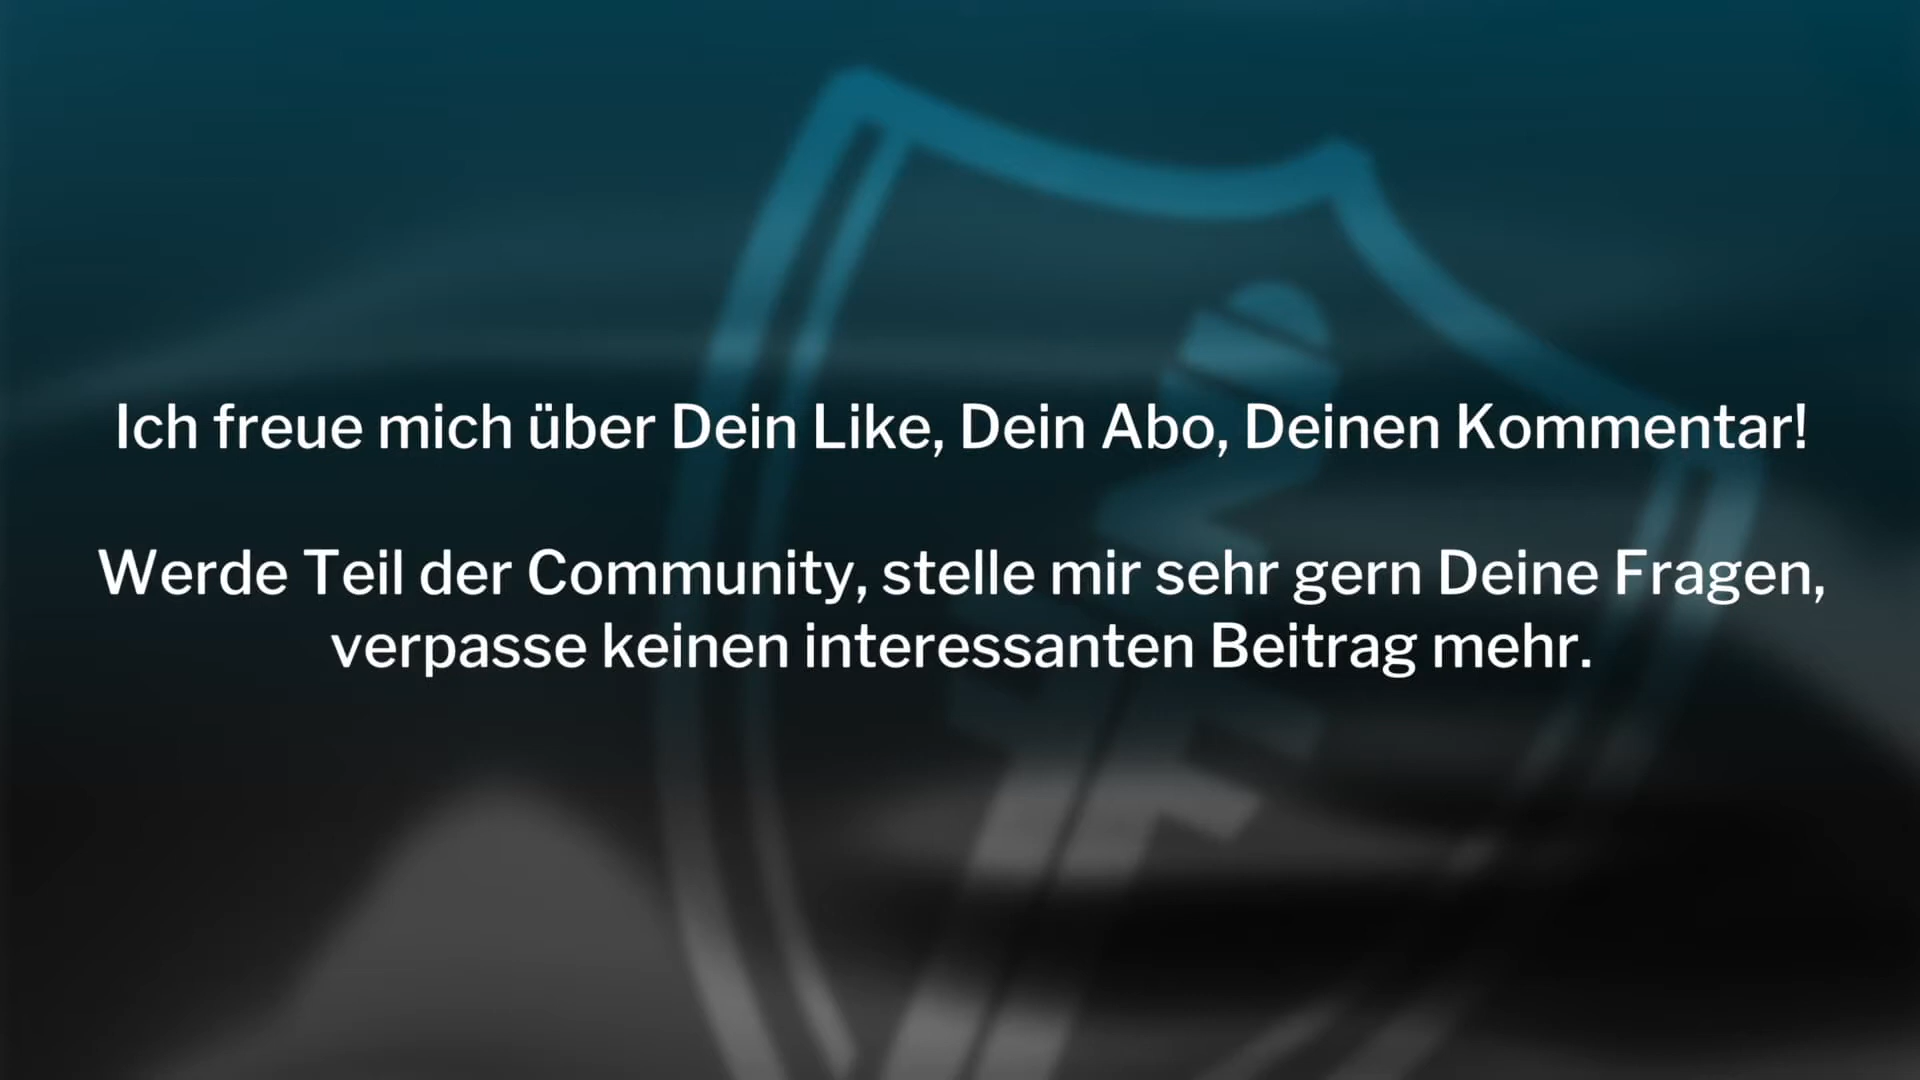 Ich freue mich über Dein Like, Dein Abo, Deinen Kommentar!
Werde Teil der Community, stelle mir sehr gern Deine Fragen,
verpasse keinen interessanten Beitrag mehr.